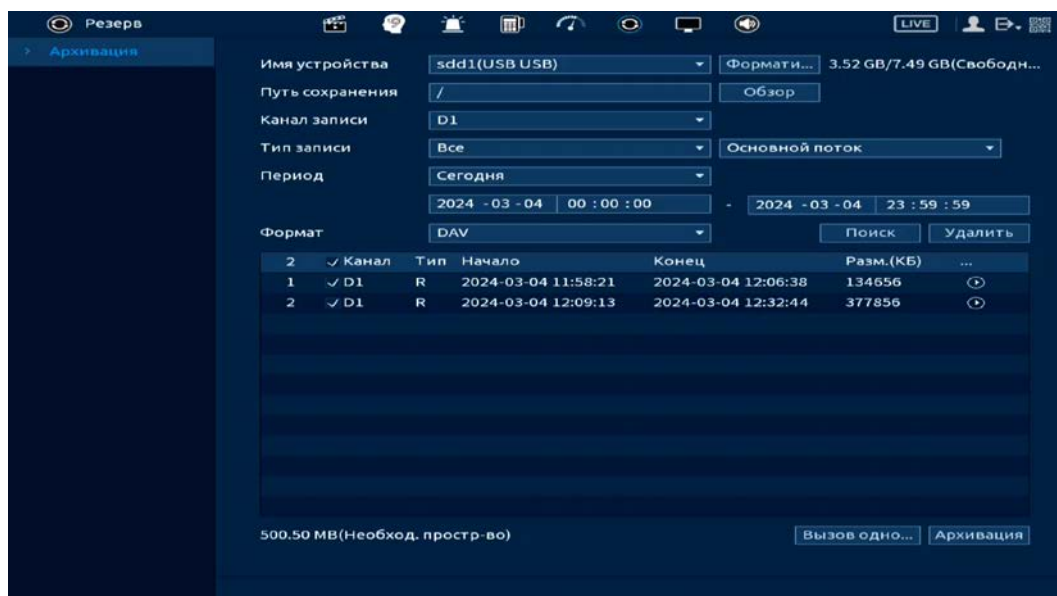 Резерв LIVE
Архивация
Имя устройства sdd1(USB USB) Формати... 3.52 GB/7.49 GB(Свободн...
Путь сохранения / Обзор
Канал записи D1
Тип записи Все Основной поток
Период Сегодня
2024 - 03 - 04 00 : 00 : 00 - 2024 - 03 - 04 23 : 59 : 59
Формат DAV Поиск Удалить
2 Канал Тип Начало Конец Разм.(КБ) ...
1 D1 R 2024-03-04 11:58:21 2024-03-04 12:06:38 134656
2 D1 R 2024-03-04 12:09:13 2024-03-04 12:32:44 377856
500.50 MB(Необход. простр-во) Вызов одно... Архивация